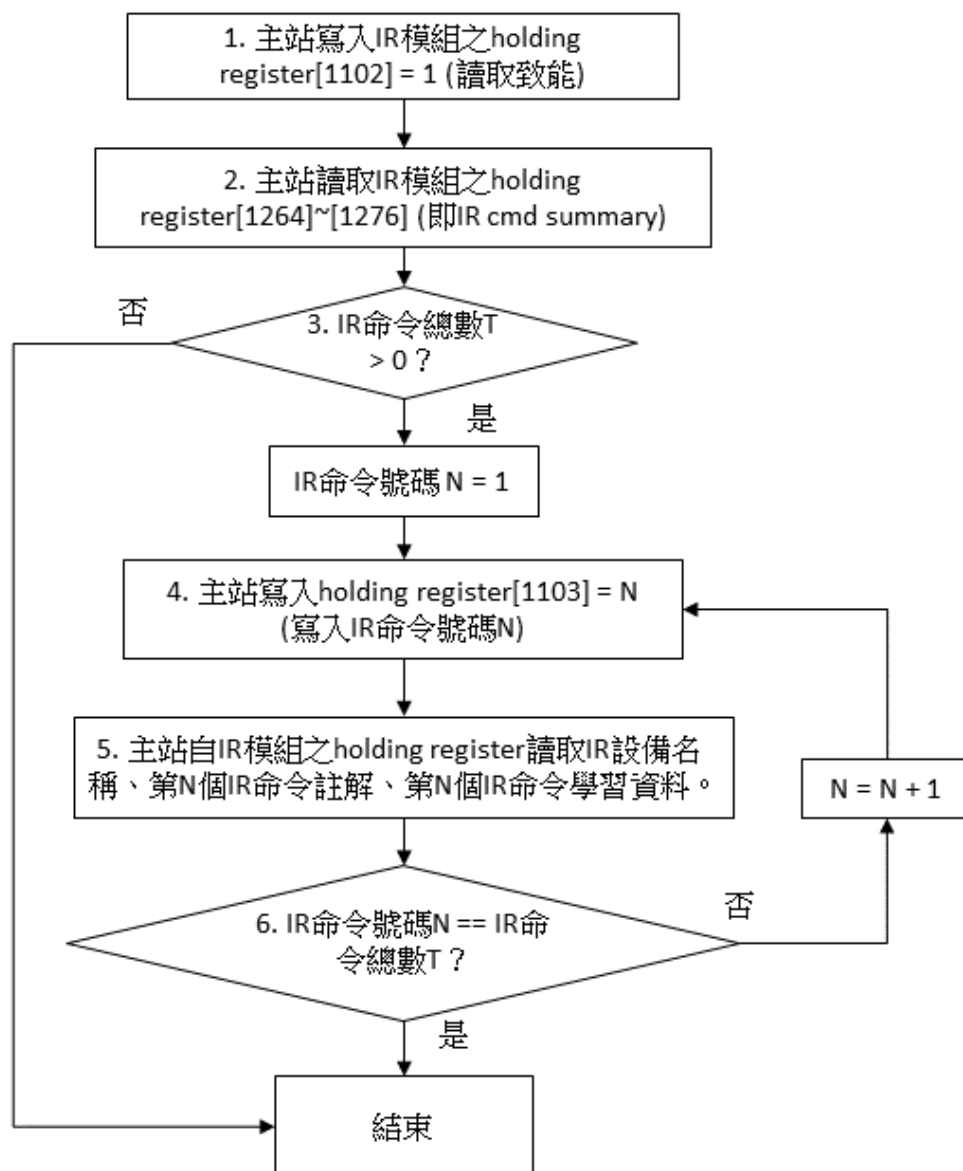 1. 主站寫入IR模組之holding
register[1102] = 1 (讀取致能)
2. 主站讀取IR模組之holding
register[1264]~[1276] (即IR cmd summary)
否
3. IR命令總數T
> 0？
是
IR命令號碼 N = 1
4. 主站寫入holding register[1103] = N
(寫入IR命令號碼N)
5. 主站自IR模組之holding register讀取IR設備名
稱、第N個IR命令註解、第N個IR命令學習資料。
N = N + 1
否
6. IR命令號碼N == IR命
令總數T？
是
結束